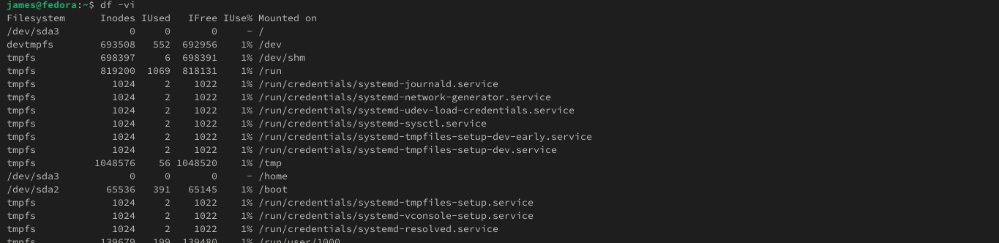 james@fedora:~$ df -vi
Filesystem      Inodes IUsed   IFree IUse% Mounted on
/dev/sda3            0     0       0     - /
devtmpfs        693508   552  692956    1% /dev
tmpfs           698397     6  698391    1% /dev/shm
tmpfs           819200  1069  818131    1% /run
tmpfs             1024     2    1022    1% /run/credentials/systemd-journald.service
tmpfs             1024     2    1022    1% /run/credentials/systemd-network-generator.service
tmpfs             1024     2    1022    1% /run/credentials/systemd-udev-load-credentials.service
tmpfs             1024     2    1022    1% /run/credentials/systemd-sysctl.service
tmpfs             1024     2    1022    1% /run/credentials/systemd-tmpfiles-setup-dev-early.service
tmpfs             1024     2    1022    1% /run/credentials/systemd-tmpfiles-setup-dev.service
tmpfs          1048576    56 1048520    1% /tmp
/dev/sda3            0     0       0     - /home
/dev/sda2        65536   391   65145    1% /boot
tmpfs             1024     2    1022    1% /run/credentials/systemd-tmpfiles-setup.service
tmpfs             1024     2    1022    1% /run/credentials/systemd-vconsole-setup.service
tmpfs             1024     2    1022    1% /run/credentials/systemd-resolved.service
tmpfs           139679   199  139480    1% /run/user/1000